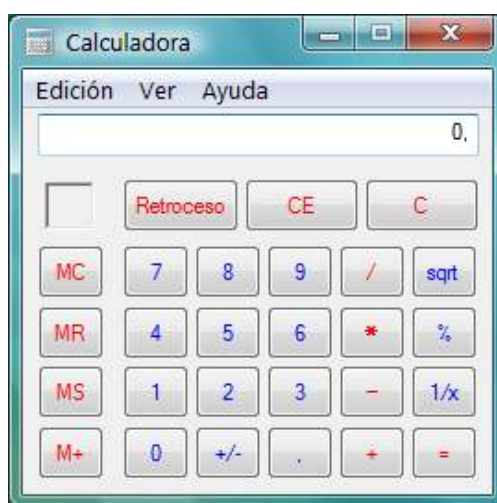 Calculadora
Edición Ver Ayuda
0,
Retroceso CE C
MC 7 8 9 / sqrt
MR 4 5 6 * %
MS 1 2 3 - 1/x
M+ 0 +/- , + =